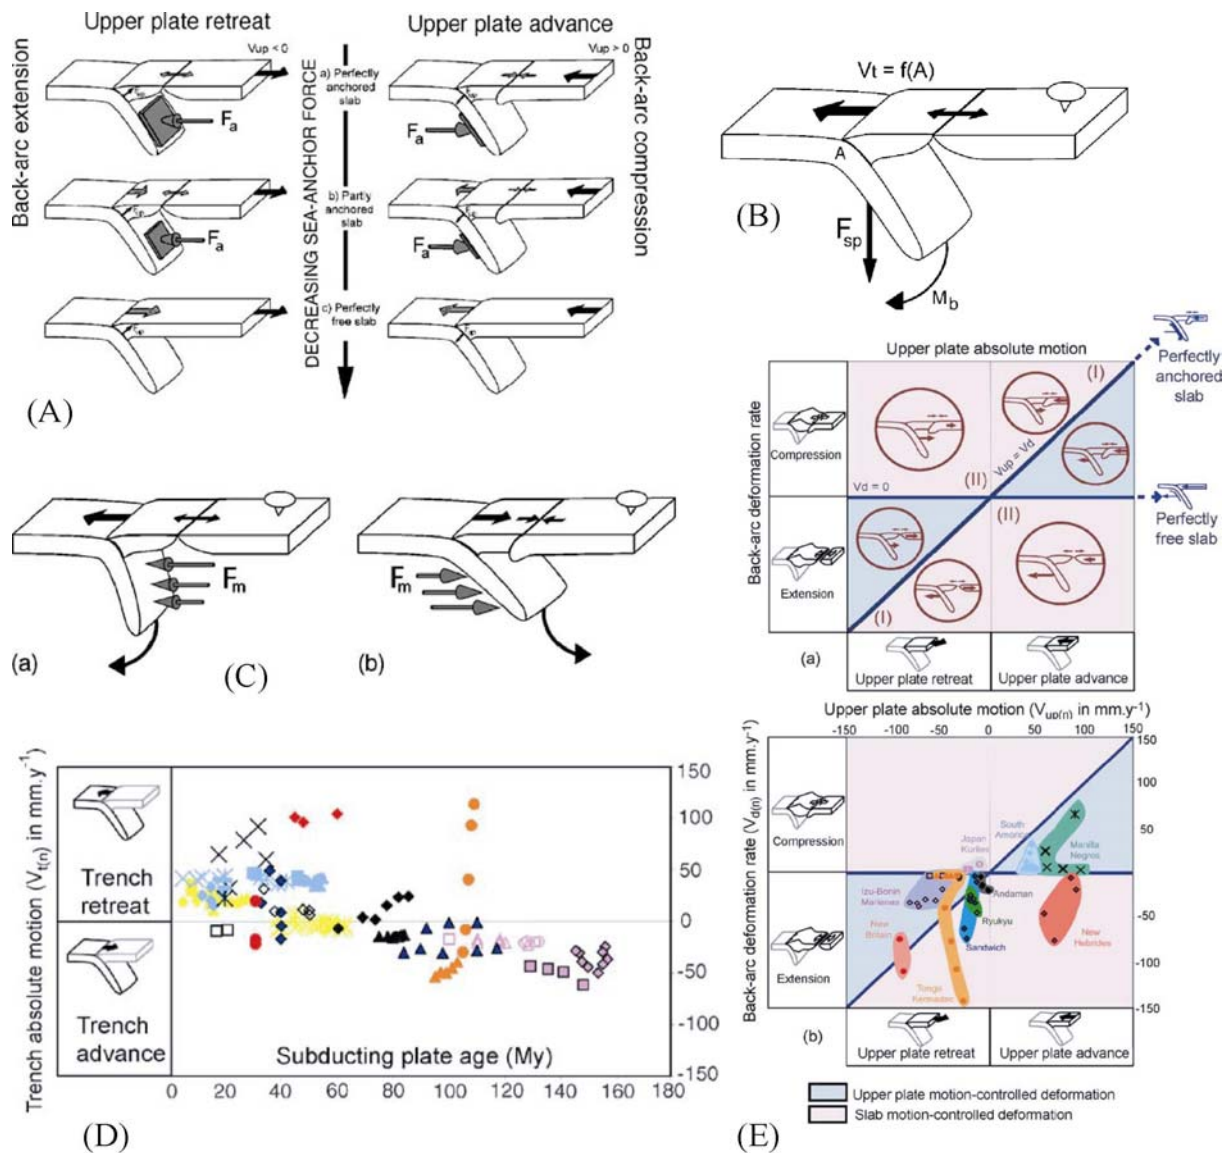 Upper plate retreat
Upper plate advance
Vup < 0
Vup > 0
Back-arc extension
DECREASING SEA-ANCHOR FORCE
Back-arc compression
a) Perfectly
anchored
slab
Fa
Fa
b) Partly
anchored
slab
Fa
Fa
c) Perfectly
free slab
(A)
Vt = f(A)
A
Fsp
Mb
(B)
Fm
Fm
(a)
(b)
(C)
Upper plate absolute motion
Back-arc deformation rate
Compression
Extension
Vd = 0
Vup = Vd
(I)
(II)
(II)
(I)
Perfectly
anchored
slab
Perfectly
free slab
(a)
Upper plate retreat
Upper plate advance
Trench absolute motion (Vt(n) in mm.y-1)
Trench
retreat
Trench
advance
150
100
50
0
-50
-100
-150
Subducting plate age (My)
0 20 40 60 80 100 120 140 160 180
(D)
Upper plate absolute motion (Vup(n) in mm.y-1)
-150 -100 -50 0 50 100 150
Back-arc deformation rate (Vd(n) in mm.y-1)
Compression
Extension
150
100
50
0
-50
-100
-150
South
America
Japan
Kuriles
Manilla
Negros
Izu-Bonin
Marianas
Andaman
New
Britain
Ryukyu
Sandwich
New
Hebrides
Tonga
Kermadec
(b)
Upper plate retreat
Upper plate advance
Upper plate motion-controlled deformation
Slab motion-controlled deformation
(E)